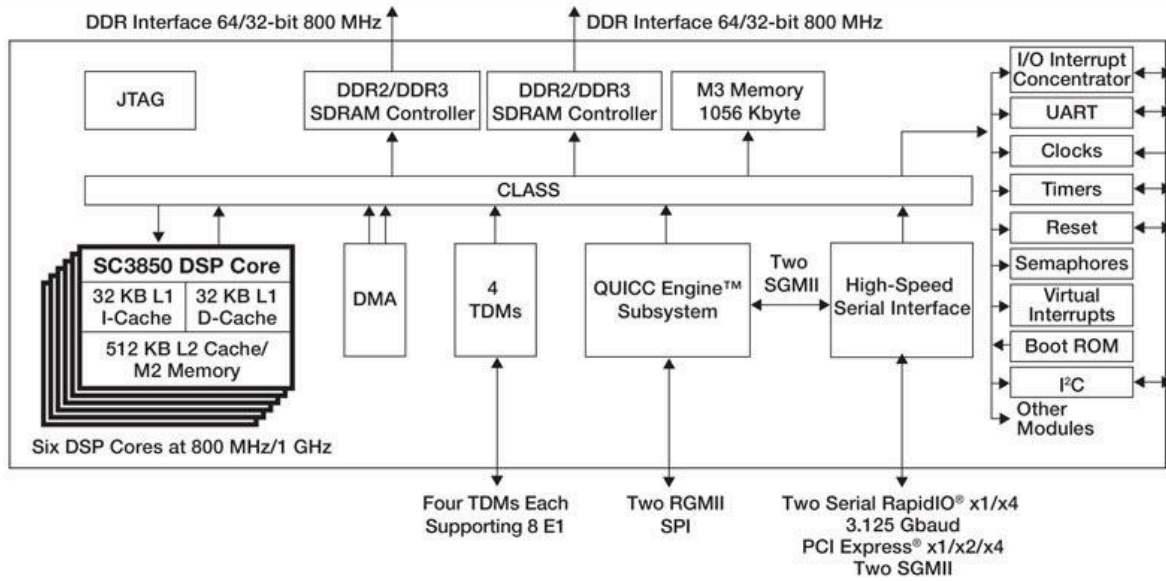 DDR Interface 64/32-bit 800 MHz
DDR Interface 64/32-bit 800 MHz
JTAG
DDR2/DDR3
SDRAM Controller
DDR2/DDR3
SDRAM Controller
M3 Memory
1056 Kbyte
I/O Interrupt
Concentrator
UART
Clocks
Timers
Reset
Semaphores
Virtual
Interrupts
Boot ROM
I²C
Other
Modules
CLASS
SC3850 DSP Core
32 KB L1
I-Cache
32 KB L1
D-Cache
512 KB L2 Cache/
M2 Memory
Six DSP Cores at 800 MHz/1 GHz
DMA
4
TDMs
QUICC Engine™
Subsystem
Two
SGMII
High-Speed
Serial Interface
Four TDMs Each
Supporting 8 E1
Two RGMII
SPI
Two Serial RapidIO® x1/x4
3.125 Gbaud
PCI Express® x1/x2/x4
Two SGMII